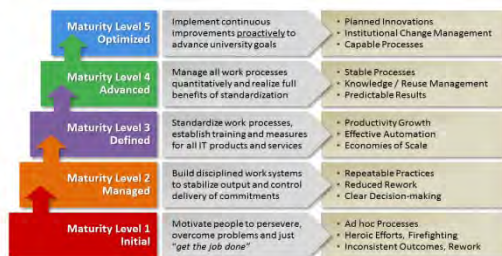 Maturity Level 5
Optimized
Implement continuous
improvements proactively to
advance university goals
• Planned Innovations
• Institutional Change Management
• Capable Processes
Maturity Level 4
Advanced
Manage all work processes
quantitatively and realize full
benefits of standardization
• Stable Processes
• Knowledge / Reuse Management
• Predictable Results
Maturity Level 3
Defined
Standardize work processes,
establish training and measures
for all IT products and services
• Productivity Growth
• Effective Automation
• Economies of Scale
Maturity Level 2
Managed
Build disciplined work systems
to stabilize output and control
delivery of commitments
• Repeatable Practices
• Reduced Rework
• Clear Decision-making
Maturity Level 1
Initial
Motivate people to persevere,
overcome problems and just
"get the job done"
• Ad hoc Processes
• Heroic Efforts, Firefighting
• Inconsistent Outcomes, Rework